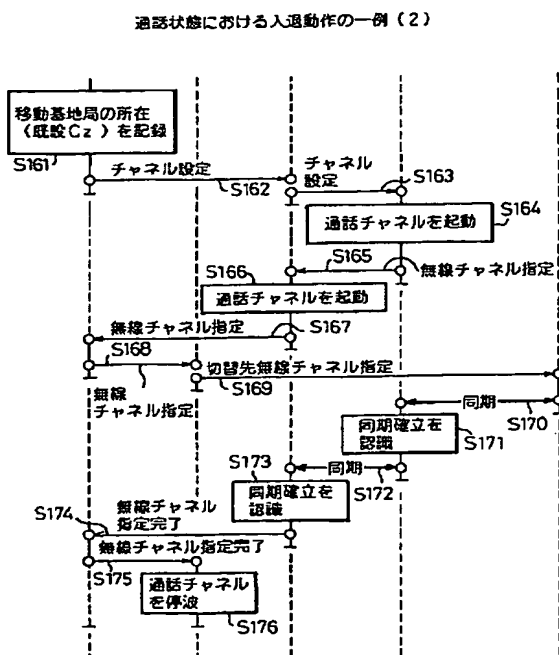 通話状態における入退動作の一例(2)
移動基地局の所在
(既設Cz)を記録
S161
チャネル設定
S162
チャネル
設定
S163
通話チャネルを起動
S164
S165
無線チャネル指定
S166
通話チャネルを起動
無線チャネル指定
S167
S168
無線
チャネル指定
切替先無線チャネル指定
S169
同期
S170
同期確立を
認識
S171
同期
S172
S173
同期確立を
認識
S174
無線チャネル
指定完了
無線チャネル指定完了
S175
通話チャネル
を停波
S176